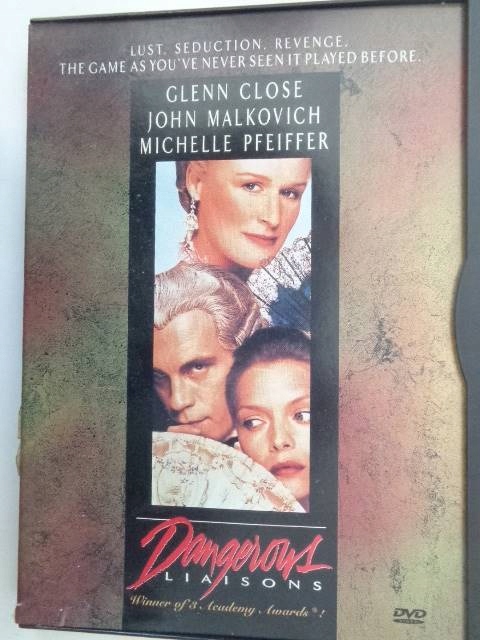 LUST. SEDUCTION. REVENGE.
THE GAME AS YOU'VE NEVER SEEN IT PLAYED BEFORE.
GLENN CLOSE
JOHN MALKOVICH
MICHELLE PFEIFFER
Dangerous
LIAISONS
Winner of 3 Academy Awards®!
DVD
VIDEO